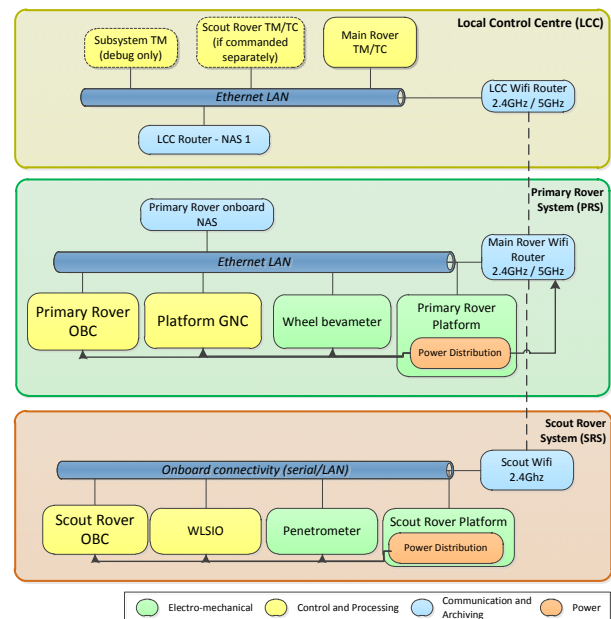 Local Control Centre (LCC)
Subsystem TM
(debug only)
Scout Rover
TM/TC
(if commanded
separately)
Main Rover
TM/TC
Ethernet LAN
LCC Wifi Router
2.4GHz / 5GHz
LCC Router - NAS 1
Primary Rover
System (PRS)
Primary Rover onboard
NAS
Ethernet LAN
Main Rover Wifi
Router
2.4GHz / 5GHz
Primary Rover
OBC
Platform GNC
Wheel bevameter
Primary Rover
Platform
Power Distribution
Scout Rover
System (SRS)
Onboard connectivity (serial/LAN)
Scout Wifi
2.4Ghz
Scout Rover
OBC
WLSIO
Penetrometer
Scout Rover Platform
Power Distribution
Electro-mechanical
Control and Processing
Communication and
Archiving
Power